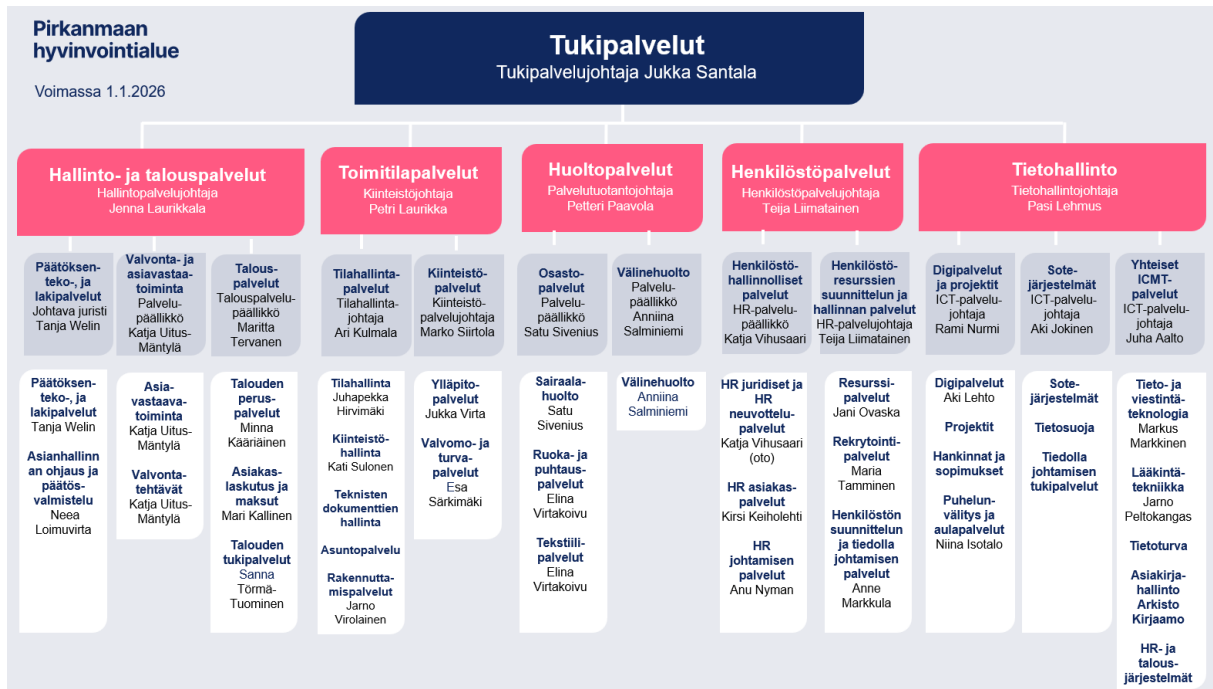 Pirkanmaan
hyvinvointialue
Voimassa 1.1.2026
Tukipalvelut
Tukipalvelujohtaja Jukka Santala
Hallinto- ja talouspalvelut
Hallintopalvelujohtaja
Jenna Laurikkala
Toimitilapalvelut
Kiinteistöjohtaja
Petri Laurikka
Huoltopalvelut
Palvelutuotantojohtaja
Petteri Paavola
Henkilöstöpalvelut
Henkilöstöpalvelujohtaja
Teija Liimatainen
Tietohallinto
Tietohallintojohtaja
Pasi Lehmus
Päätöksen-
teko-, ja
lakipalvelut
Johtava juristi
Tanja Welin
Valvonta- ja
asiavastaa-
toiminta
Palvelu-
päällikkö
Katja Uitus-
Mäntylä
Talous-
palvelut
Talouspalvelu-
päällikkö
Maritta
Tervanen
Tilahallinta-
palvelut
Tilahallinta-
johtaja
Ari Kulmala
Kiinteistö-
palvelut
Kiinteistö-
palvelujohtaja
Marko Siirtola
Osasto-
palvelut
Palvelu-
päällikkö
Satu Sivenius
Välinehuolto
Palvelu-
päällikkö
Anniina
Salminiemi
Henkilöstö-
hallinnolliset
palvelut
HR-palvelu-
päällikkö
Katja Vihusaari
Henkilöstö-
resurssien
suunnittelun ja
hallinnan palvelut
HR-palvelujohtaja
Teija Liimatainen
Digipalvelut
ja projektit
ICT-palvelu-
johtaja
Rami Nurmi
Sote-
järjestelmät
ICT-palvelu-
johtaja
Aki Jokinen
Yhteiset
ICMT-
palvelut
ICT-palvelu-
johtaja
Juha Aalto
Päätöksen-
teko-, ja
lakipalvelut
Tanja Welin
Asianhallinn
an ohjaus ja
päätös-
valmistelu
Neea
Loimuvirta
Asia-
vastaava-
toiminta
Katja Uitus-
Mäntylä
Valvonta-
tehtävät
Katja Uitus-
Mäntylä
Talouden
perus-
palvelut
Minna
Kääriäinen
Asiakas-
laskutus ja
maksut
Mari Kallinen
Talouden
tukipalvelut
Sanna
Törmä-
Tuominen
Tilahallinta
Juhapekka
Hirvimäki
Kiinteistö-
hallinta
Kati Sulonen
Teknisten
dokumenttien
hallinta
Asuntopalvelu
Rakennutta-
mispalvelut
Jarno
Virolainen
Ylläpito-
palvelut
Jukka Virta
Valvomo- ja
turva-
palvelut
Esa
Särkimäki
Sairaala-
huolto
Satu
Sivenius
Ruoka- ja
puhtaus-
palvelut
Elina
Virtakoivu
Tekstiili-
palvelut
Elina
Virtakoivu
Välinehuolto
Anniina
Salminiemi
HR juridiset ja
HR
neuvottelu-
palvelut
Katja Vihusaari
(oto)
HR asiakas-
palvelut
Kirsi Keiholehti
HR
johtamisen
palvelut
Anu Nyman
Resurssi-
palvelut
Jani Ovaska
Rekrytointi-
palvelut
Maria
Tamminen
Henkilöstön
suunnittelun
ja tiedolla
johtamisen
palvelut
Anne
Markkula
Digipalvelut
Aki Lehto
Projektit
Hankinnat ja
sopimukset
Puhelun-
välitys ja
aulapalvelut
Niina Isotalo
Sote-
järjestelmät
Tietosuoja
Tiedolla
johtamisen
tukipalvelut
Tieto- ja
viestintä-
teknologia
Markus
Markkinen
Lääkintä-
tekniikka
Jarno
Peltokangas
Tietoturva
Asiakirja-
hallinto
Arkisto
Kirjaamo
HR- ja
talous-
järjestelmät